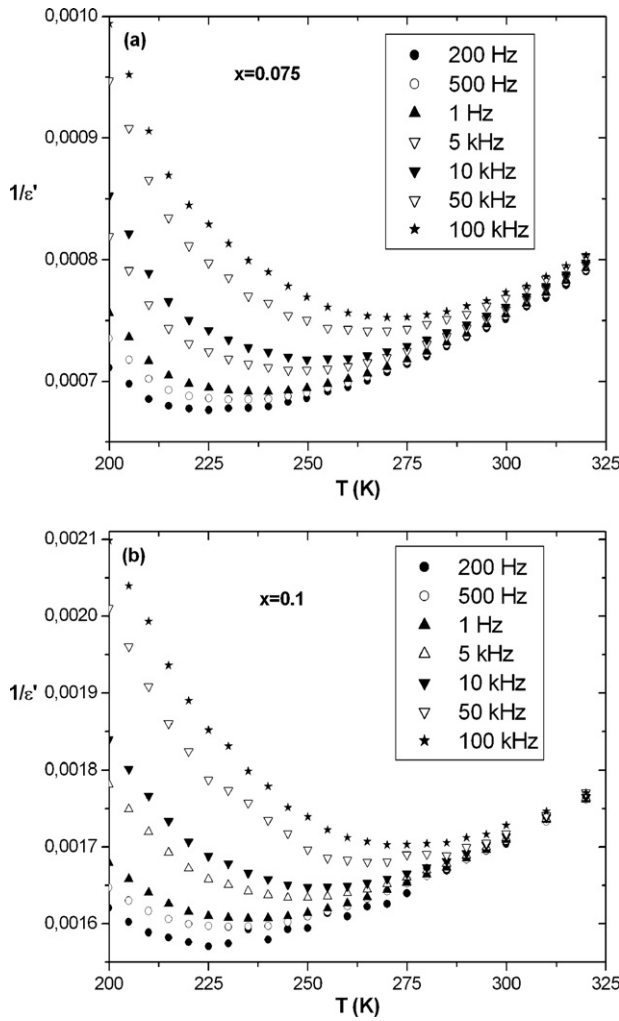 0,0010
(a)
x=0.075
200 Hz
500 Hz
1 Hz
5 kHz
10 kHz
50 kHz
100 kHz
0,0009
1/ε'
0,0008
0,0007
200 225 250 275 300 325
T (K)
0,0021
(b)
x=0.1
200 Hz
500 Hz
1 Hz
5 kHz
10 kHz
50 kHz
100 kHz
0,0020
0,0019
1/ε'
0,0018
0,0017
0,0016
200 225 250 275 300 325
T (K)